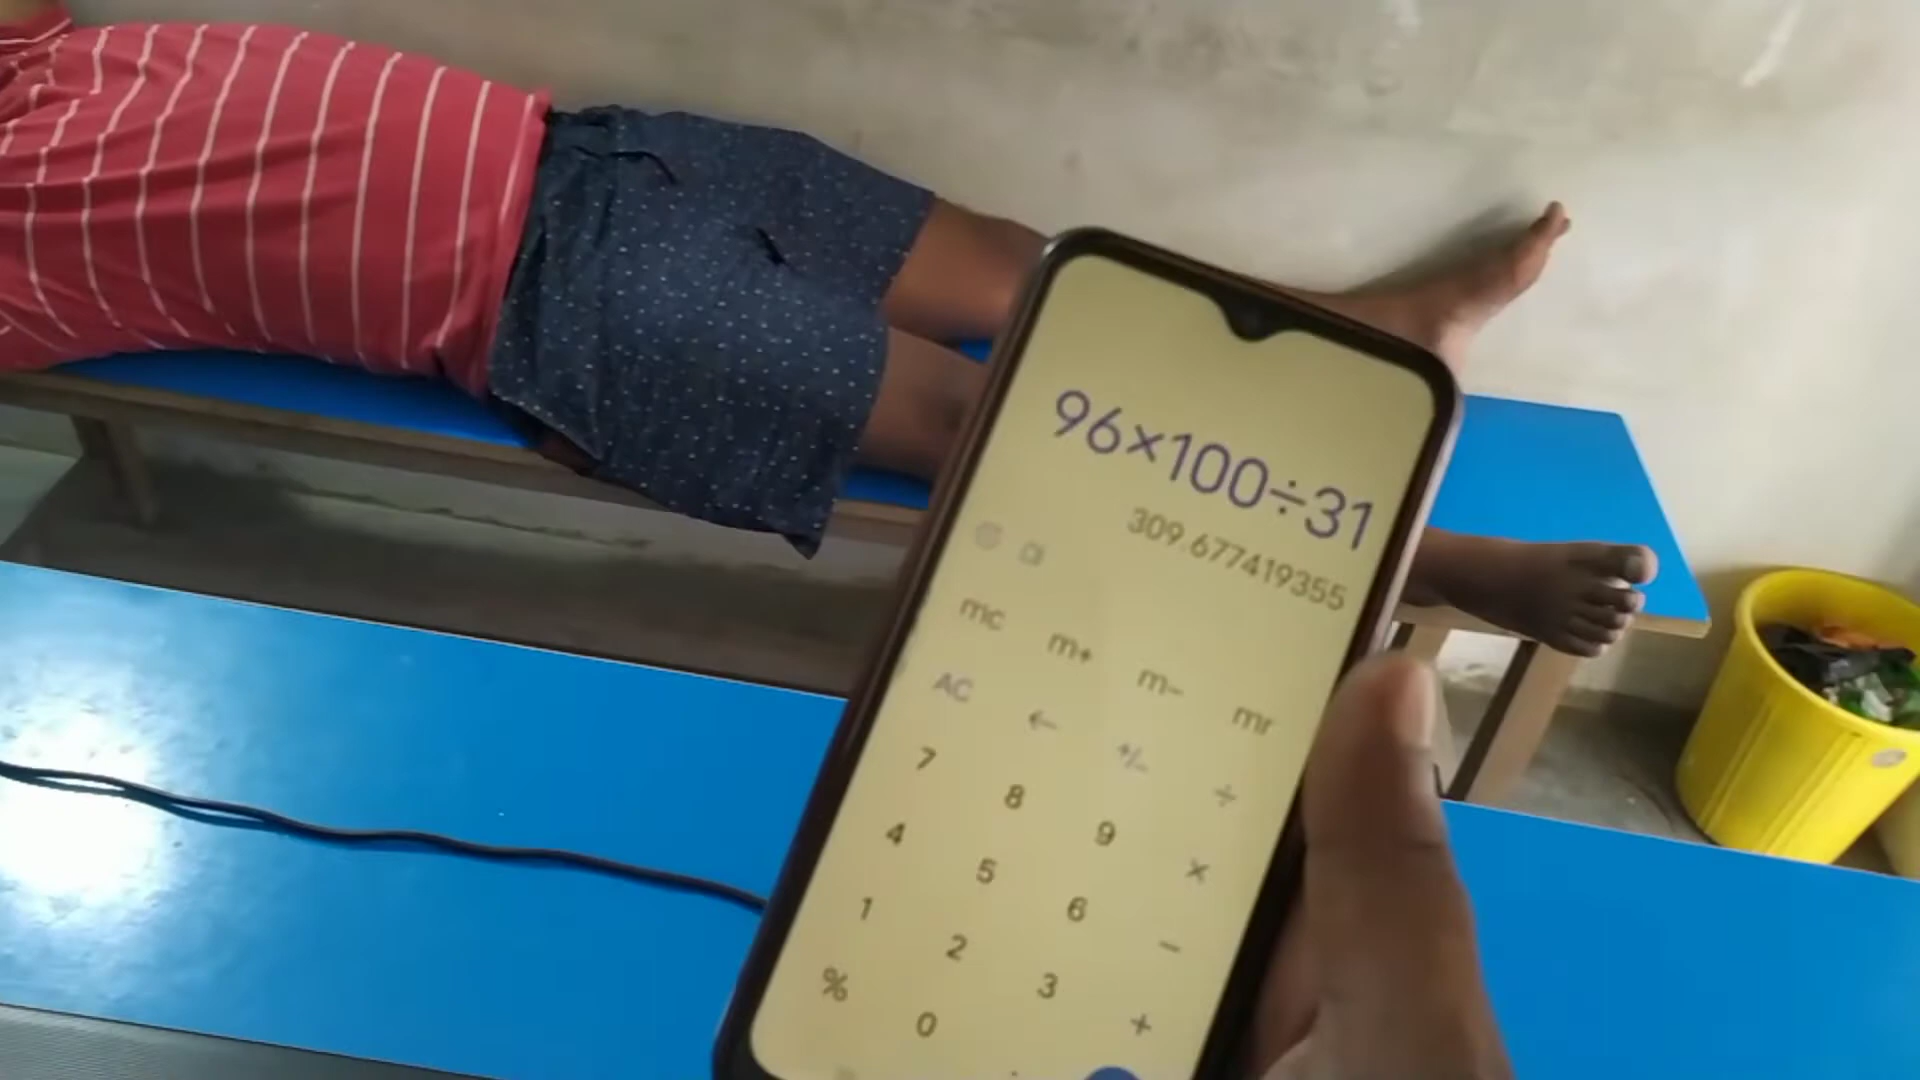 96×100÷31
309.677419355
mc m+ m- mr
AC ← +/- ÷
7 8 9 ×
4 5 6 −
1 2 3 +
% 0 .